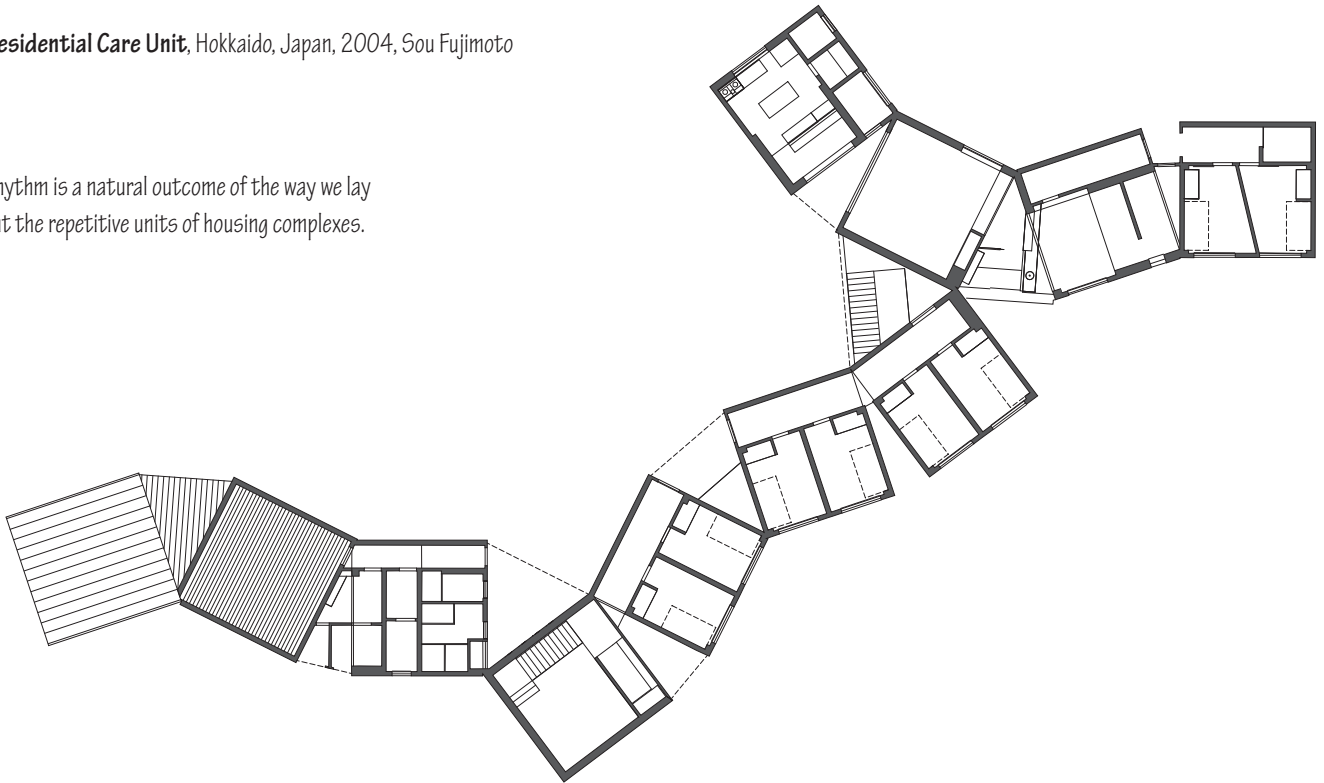 esidential Care Unit, Hokkaido, Japan, 2004, Sou Fujimoto
hythm is a natural outcome of the way we lay
t the repetitive units of housing complexes.